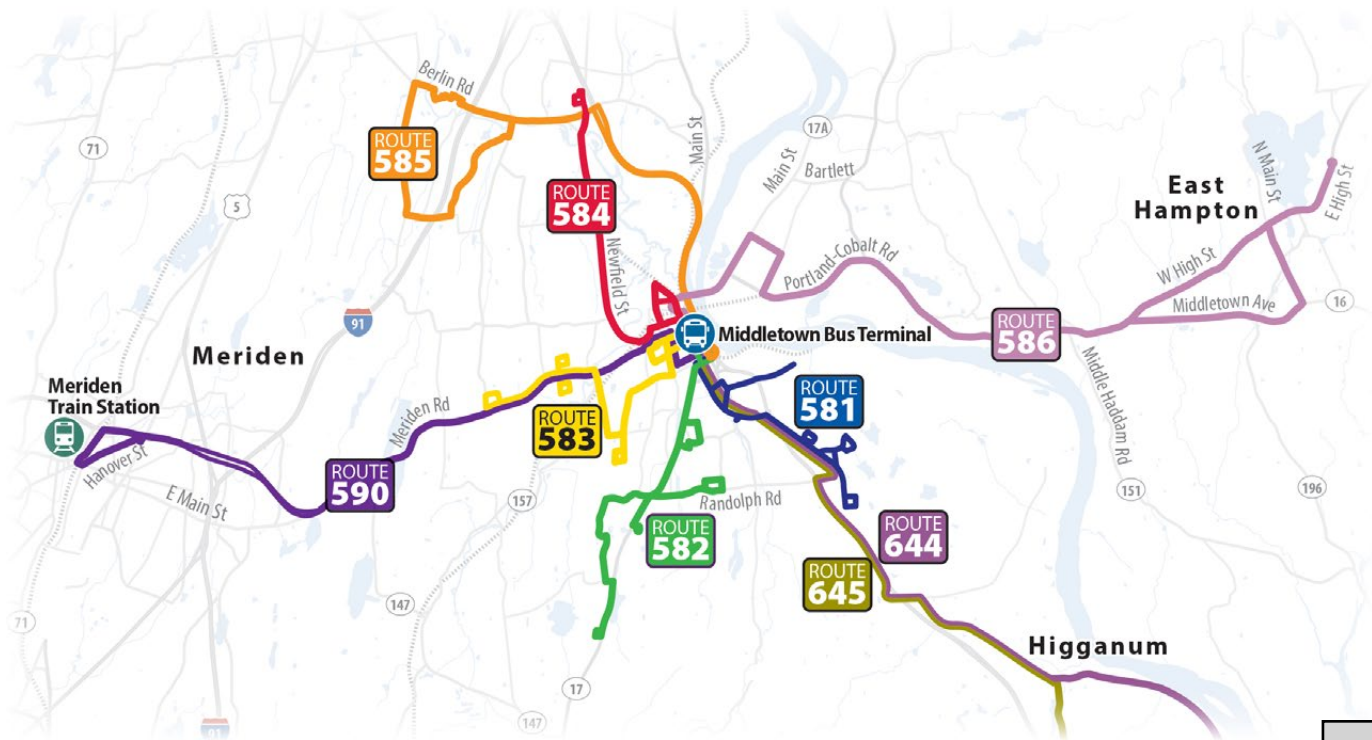 Berlin Rd
71
ROUTE
585
5
ROUTE
584
Newfield St
Main St
17A
Main St
Bartlett
N Main St
E High St
East
Hampton
Portland-Cobalt Rd
W High St
Middletown Ave
16
91
Meriden
Middletown Bus Terminal
ROUTE
586
Meriden
Train Station
Meriden Rd
ROUTE
583
ROUTE
581
Middle Haddam Rd
Hanover St
E Main St
ROUTE
590
157
Randolph Rd
151
196
ROUTE
582
ROUTE
644
ROUTE
645
147
71
Higganum
17
147
91